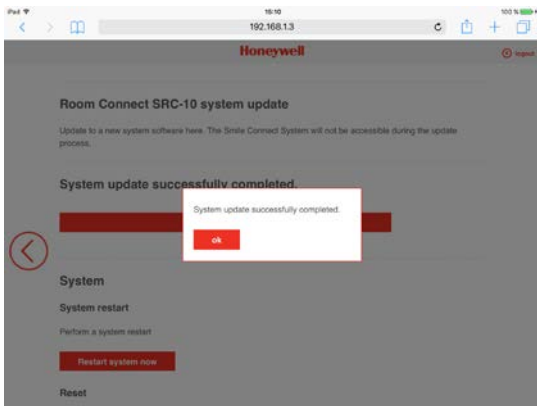 iPad 15:10 100 %
192.168.1.3
Honeywell logout
Room Connect SRC-10 system update
Update to a new system software here. The Smile Connect System will not be accessible during the update
process.
System update successfully completed.
System update successfully completed.
ok
System
System restart
Perform a system restart
Restart system now
Reset